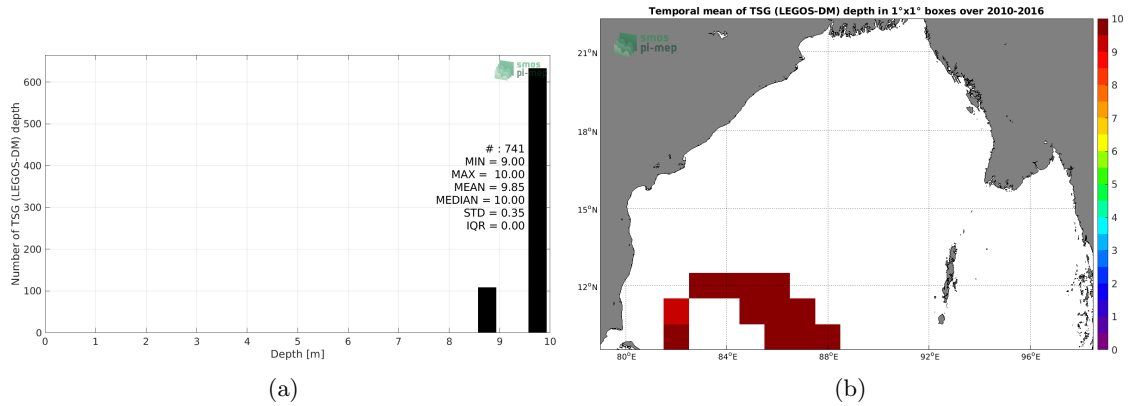 smos
pi-mep
Number of TSG (LEGOS-DM) depth
600
500
400
300
200
100
0
# : 741
MIN = 9.00
MAX = 10.00
MEAN = 9.85
MEDIAN = 10.00
STD = 0.35
IQR = 0.00
0 1 2 3 4 5 6 7 8 9 10
Depth [m]
(a)
Temporal mean of TSG (LEGOS-DM) depth in 1°x1° boxes over 2010-2016
smos
pi-mep
21°N
18°N
15°N
12°N
80°E 84°E 88°E 92°E 96°E
10
9
8
7
6
5
4
3
2
1
0
(b)